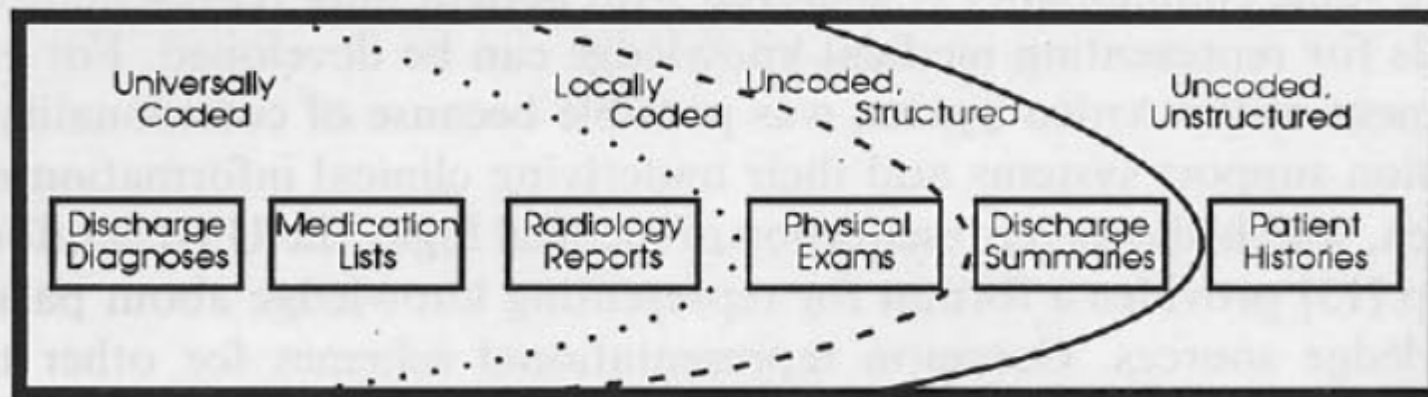 Universally
Coded
Locally
Coded
Uncoded,
Structured
Uncoded,
Unstructured
Discharge
Diagnoses
Medication
Lists
Radiology
Reports
Physical
Exams
Discharge
Summaries
Patient
Histories